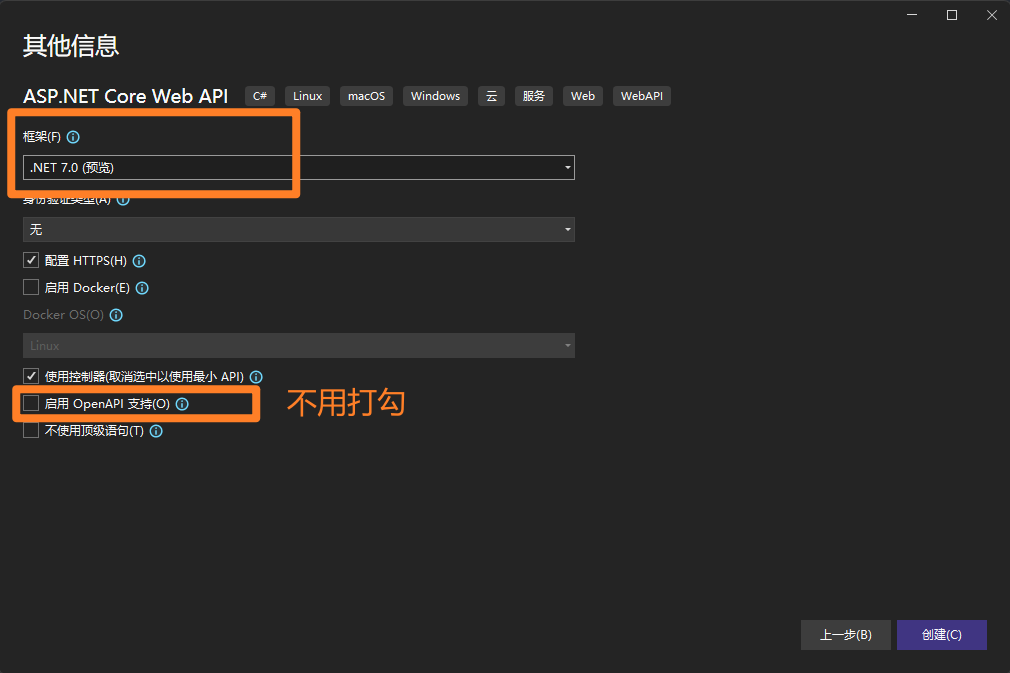 其他信息
ASP.NET Core Web API C# Linux macOS Windows 云 服务 Web WebAPI
框架(F)
.NET 7.0 (预览)
身份验证类型(A)
无
配置 HTTPS(H)
启用 Docker(E)
Docker OS(O)
Linux
使用控制器(取消选中以使用最小 API)
启用 OpenAPI 支持(O) 不用打勾
不使用顶级语句(T)
上一步(B) 创建(C)